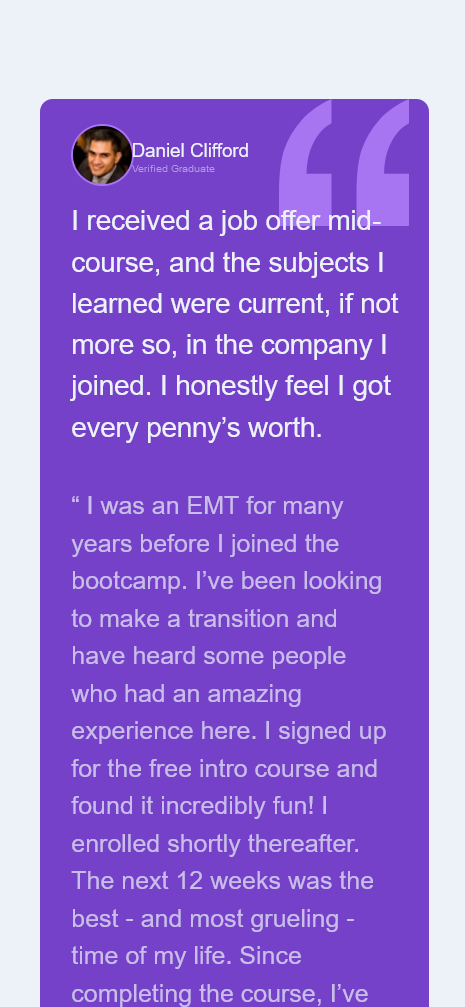 Daniel Clifford
Verified Graduate
I received a job offer mid-
course, and the subjects I
learned were current, if not
more so, in the company I
joined. I honestly feel I got
every penny’s worth.
“ I was an EMT for many
years before I joined the
bootcamp. I’ve been looking
to make a transition and
have heard some people
who had an amazing
experience here. I signed up
for the free intro course and
found it incredibly fun! I
enrolled shortly thereafter.
The next 12 weeks was the
best - and most grueling -
time of my life. Since
completing the course, I’ve